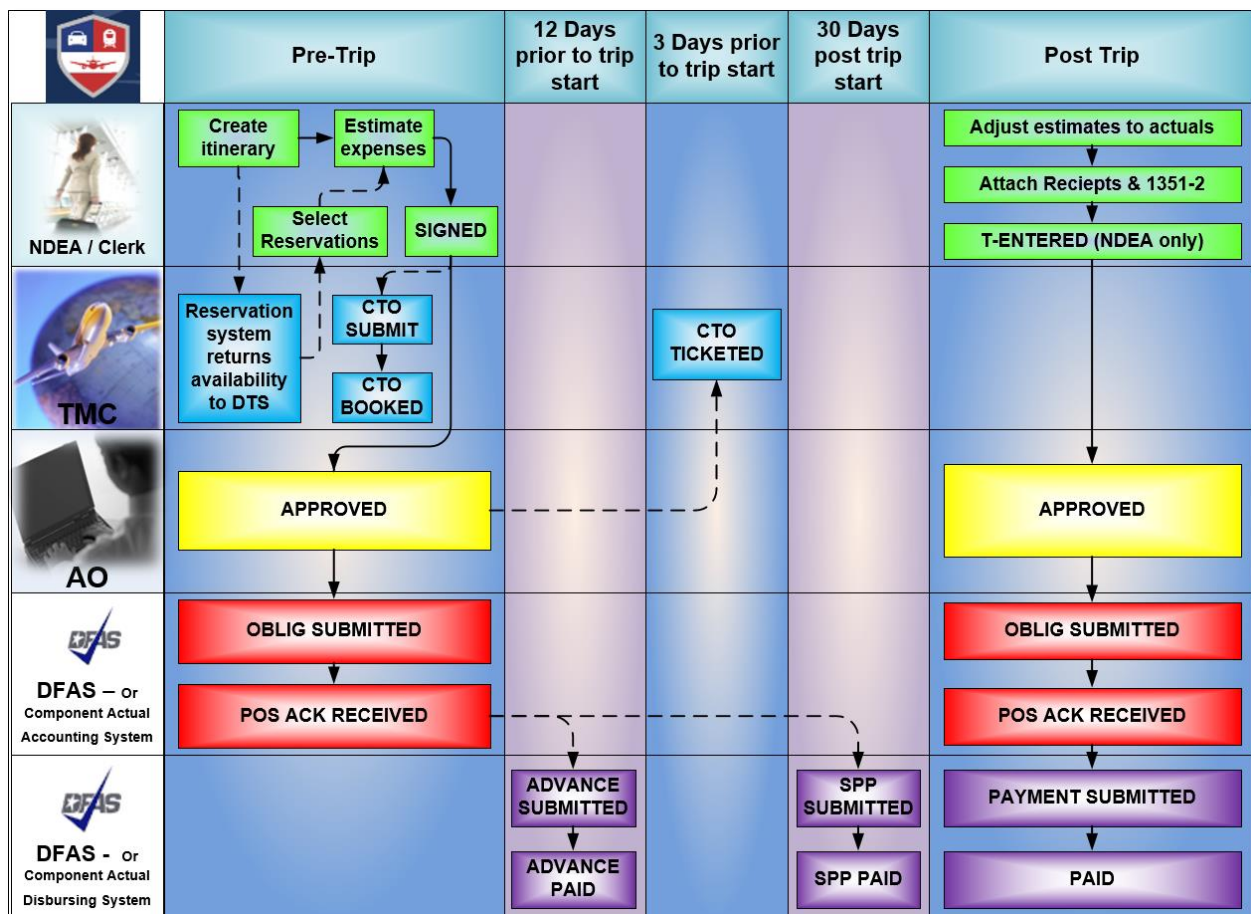 Pre-Trip
12 Days
prior to trip
start
3 Days prior
to trip start
30 Days
post trip
start
Post Trip
NDEA / Clerk
Create
itinerary
Estimate
expenses
Select
Reservations
SIGNED
Adjust estimates to actuals
Attach Reciepts & 1351-2
T-ENTERED (NDEA only)
TMC
Reservation
system
returns
availability
to DTS
CTO
SUBMIT
CTO
BOOKED
CTO
TICKETED
AO
APPROVED
APPROVED
DFAS
DFAS – Or
Component Actual
Accounting System
OBLIG SUBMITTED
POS ACK RECEIVED
OBLIG SUBMITTED
POS ACK RECEIVED
DFAS
DFAS - Or
Component Actual
Disbursing System
ADVANCE
SUBMITTED
ADVANCE
PAID
SPP
SUBMITTED
SPP PAID
PAYMENT SUBMITTED
PAID